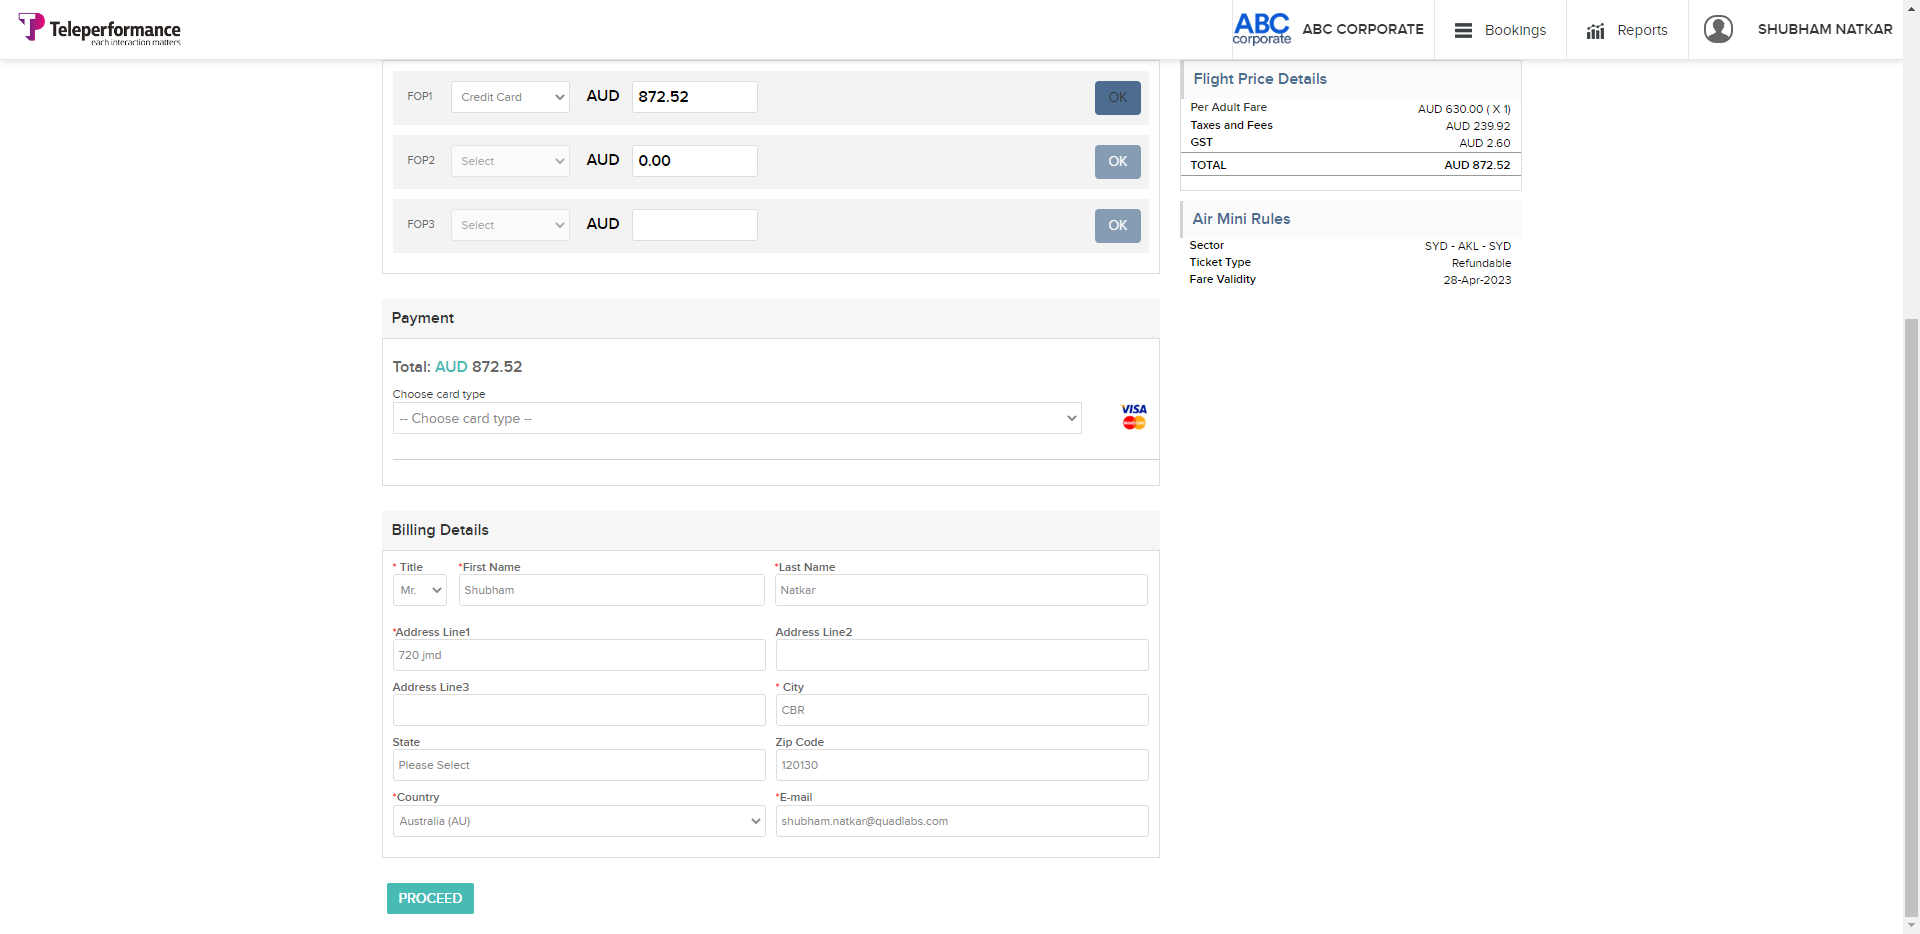 Teleperformance
each interaction matters
ABC
corporate
ABC CORPORATE
Bookings
Reports
SHUBHAM NATKAR
FOP1
Credit Card
AUD
872.52
OK
FOP2
Select
AUD
0.00
OK
FOP3
Select
AUD
OK
Payment
Total: AUD 872.52
Choose card type
-- Choose card type --
VISA
Billing Details
* Title
*First Name
*Last Name
Mr.
Shubham
Natkar
*Address Line1
Address Line2
720 jmd
Address Line3
* City
CBR
State
Zip Code
Please Select
120130
*Country
*E-mail
Australia (AU)
shubham.natkar@quadlabs.com
PROCEED
Flight Price Details
Per Adult Fare AUD 630.00 ( X 1)
Taxes and Fees AUD 239.92
GST AUD 2.60
TOTAL AUD 872.52
Air Mini Rules
Sector SYD - AKL - SYD
Ticket Type Refundable
Fare Validity 28-Apr-2023